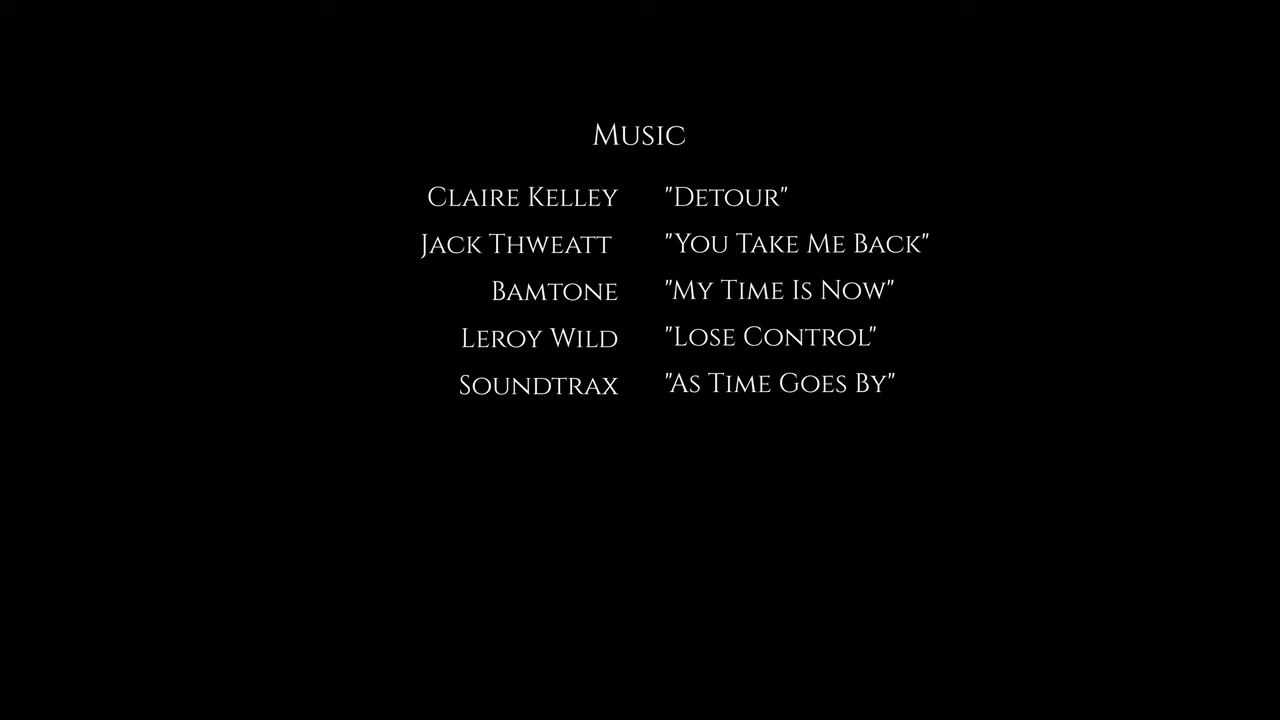 Music
Claire Kelley "Detour"
Jack Thweatt "You Take Me Back"
Bamtone "My Time Is Now"
Leroy Wild "Lose Control"
Soundtrax "As Time Goes By"